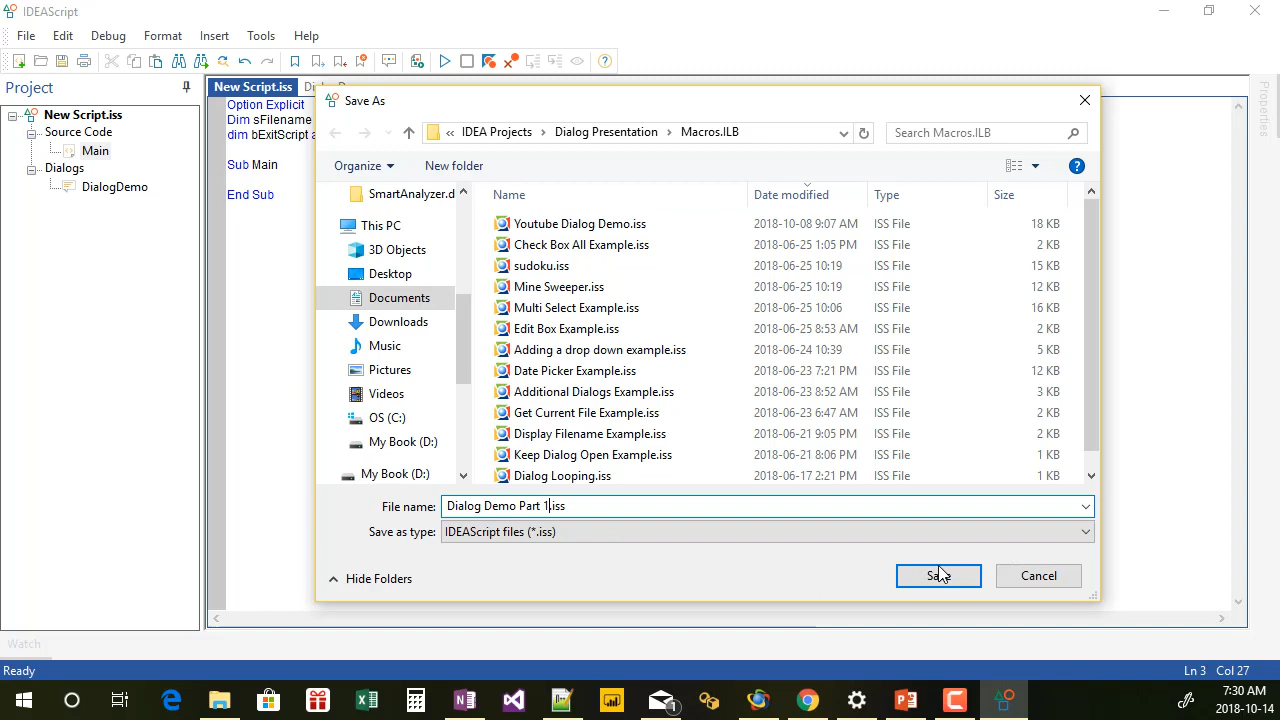 IDEAScript
File Edit Debug Format Insert Tools Help
Project
New Script.iss
Source Code
Main
Dialogs
DialogDemo
New Script.iss
Option Explicit
Dim sFilename
dim bExitScript
Sub Main
End Sub
Save As
« IDEA Projects > Dialog Presentation > Macros.ILB
Search Macros.ILB
Organize New folder
SmartAnalyzer.d
This PC
3D Objects
Desktop
Documents
Downloads
Music
Pictures
Videos
OS (C:)
My Book (D:)
My Book (D:)
Name Date modified Type Size
Youtube Dialog Demo.iss 2018-10-08 9:07 AM ISS File 18 KB
Check Box All Example.iss 2018-06-25 1:05 PM ISS File 2 KB
sudoku.iss 2018-06-25 10:19 ISS File 15 KB
Mine Sweeper.iss 2018-06-25 10:19 ISS File 12 KB
Multi Select Example.iss 2018-06-25 10:06 ISS File 16 KB
Edit Box Example.iss 2018-06-25 8:53 AM ISS File 2 KB
Adding a drop down example.iss 2018-06-24 10:39 ISS File 5 KB
Date Picker Example.iss 2018-06-23 7:21 PM ISS File 12 KB
Additional Dialogs Example.iss 2018-06-23 8:52 AM ISS File 3 KB
Get Current File Example.iss 2018-06-23 6:47 AM ISS File 2 KB
Display Filename Example.iss 2018-06-21 9:05 PM ISS File 2 KB
Keep Dialog Open Example.iss 2018-06-21 8:06 PM ISS File 1 KB
Dialog Looping.iss 2018-06-17 2:21 PM ISS File 1 KB
File name: Dialog Demo Part 1.iss
Save as type: IDEAScript files (*.iss)
Hide Folders
Save Cancel
Properties
Watch
Ready Ln 3 Col 27
1
7:30 AM
2018-10-14